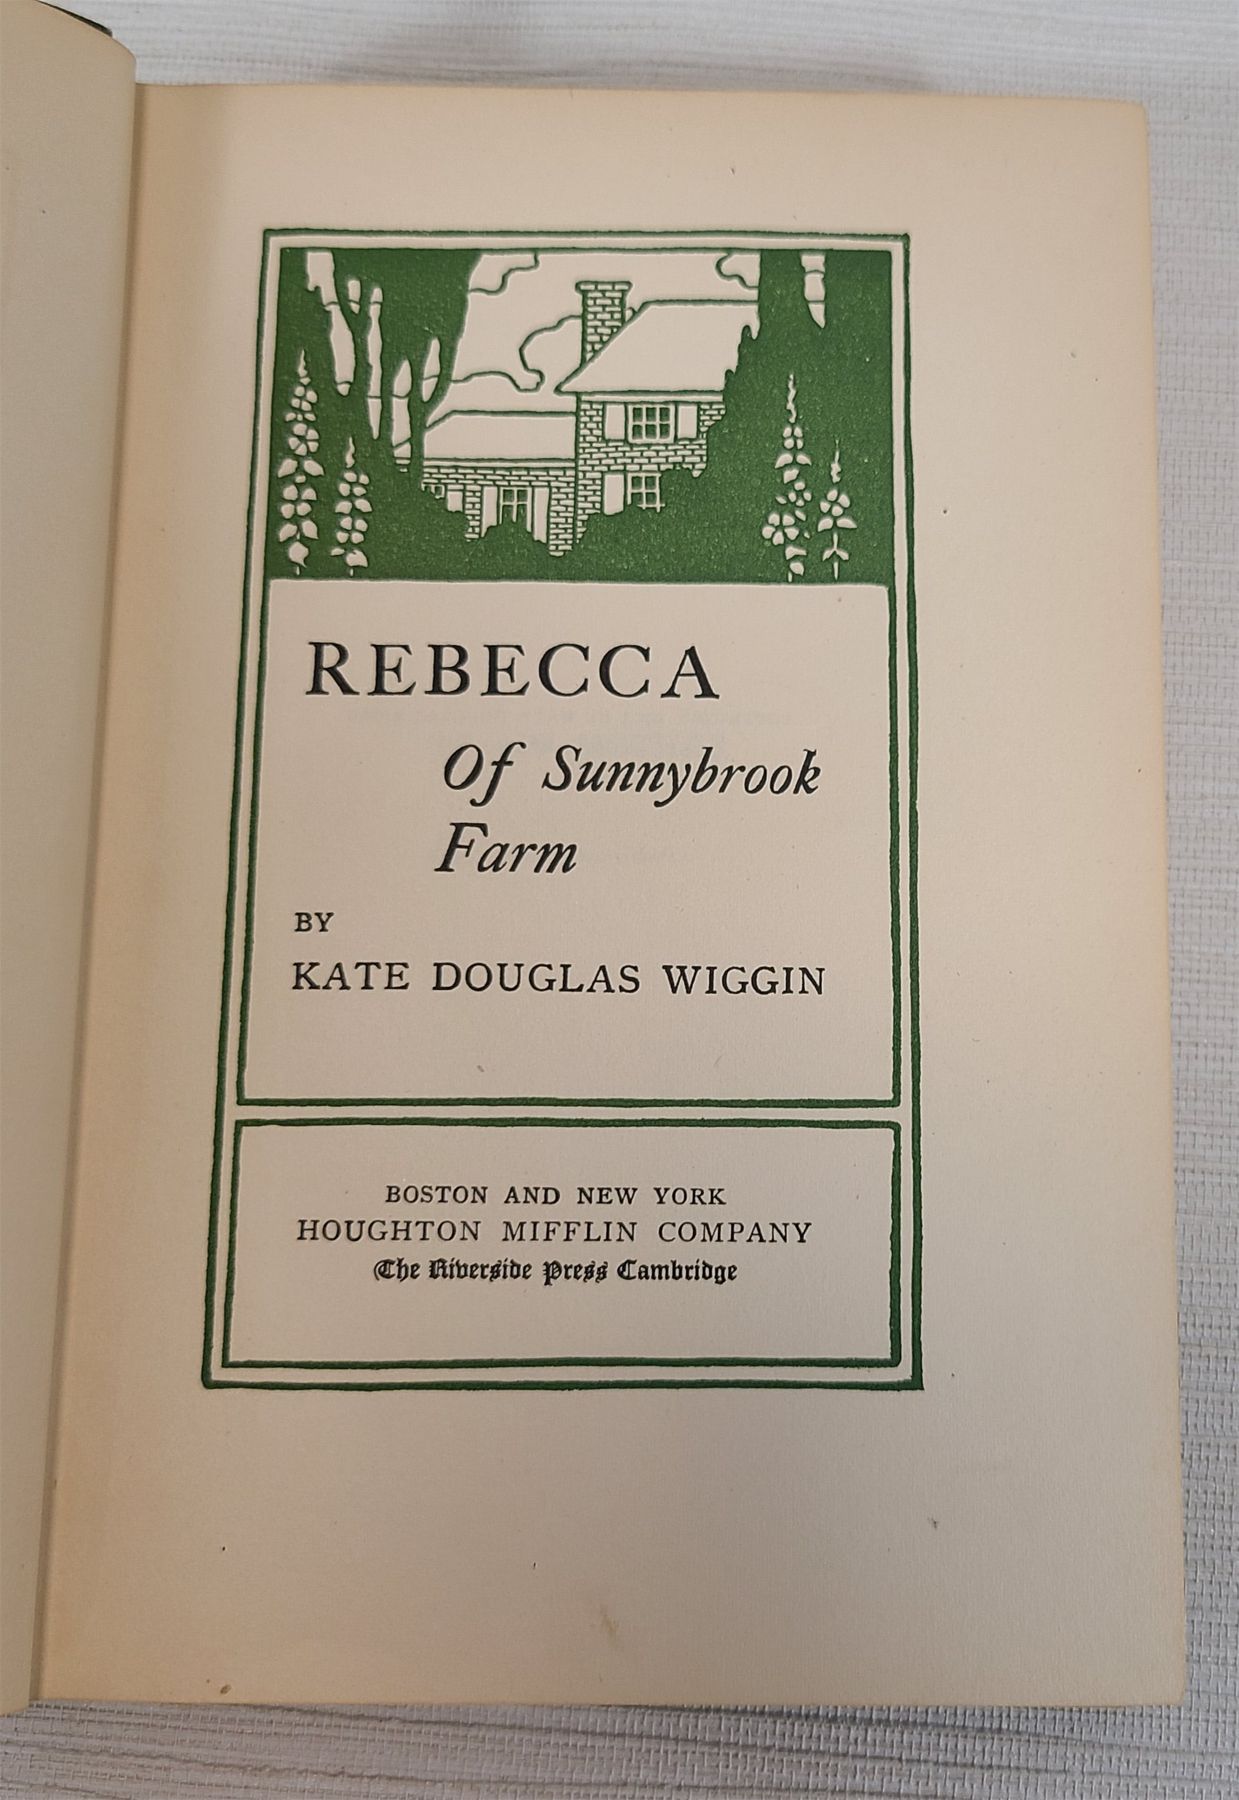 REBECCA
Of Sunnybrook
Farm
BY
KATE DOUGLAS WIGGIN
BOSTON AND NEW YORK
HOUGHTON MIFFLIN COMPANY
The Riverside Press Cambridge